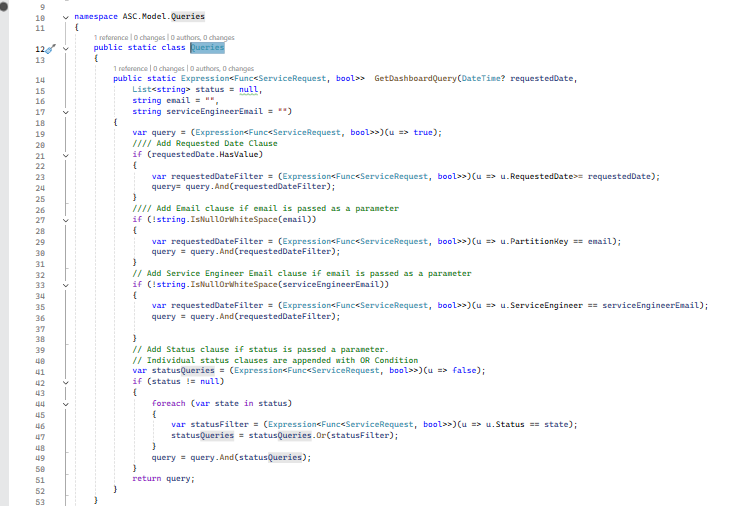 9
10 namespace ASC.Model.Queries
11 {
1 reference | 0 changes | 0 authors, 0 changes
12 public static class Queries
13 {
1 reference | 0 changes | 0 authors, 0 changes
14 public static Expression<Func<ServiceRequest, bool>> GetDashboardQuery(DateTime? requestedDate,
15 List<string> status = null,
16 string email = "",
17 string serviceEngineerEmail = "")
18 {
19 var query = (Expression<Func<ServiceRequest, bool>>)(u => true);
20 //// Add Requested Date Clause
21 if (requestedDate.HasValue)
22 {
23 var requestedDateFilter = (Expression<Func<ServiceRequest, bool>>)(u => u.RequestedDate>= requestedDate);
24 query= query.And(requestedDateFilter);
25 }
26 //// Add Email clause if email is passed as a parameter
27 if (!string.IsNullOrWhiteSpace(email))
28 {
29 var requestedDateFilter = (Expression<Func<ServiceRequest, bool>>)(u => u.PartitionKey == email);
30 query = query.And(requestedDateFilter);
31 }
32 // Add Service Engineer Email clause if email is passed as a parameter
33 if (!string.IsNullOrWhiteSpace(serviceEngineerEmail))
34 {
35 var requestedDateFilter = (Expression<Func<ServiceRequest, bool>>)(u => u.ServiceEngineer == serviceEngineerEmail);
36 query = query.And(requestedDateFilter);
37
38 }
39 // Add Status clause if status is passed a parameter.
40 // Individual status clauses are appended with OR Condition
41 var statusQueries = (Expression<Func<ServiceRequest, bool>>)(u => false);
42 if (status != null)
43 {
44 foreach (var state in status)
45 {
46 var statusFilter = (Expression<Func<ServiceRequest, bool>>)(u => u.Status == state);
47 statusQueries = statusQueries.Or(statusFilter);
48 }
49 query = query.And(statusQueries);
50 }
51 return query;
52 }
53 }